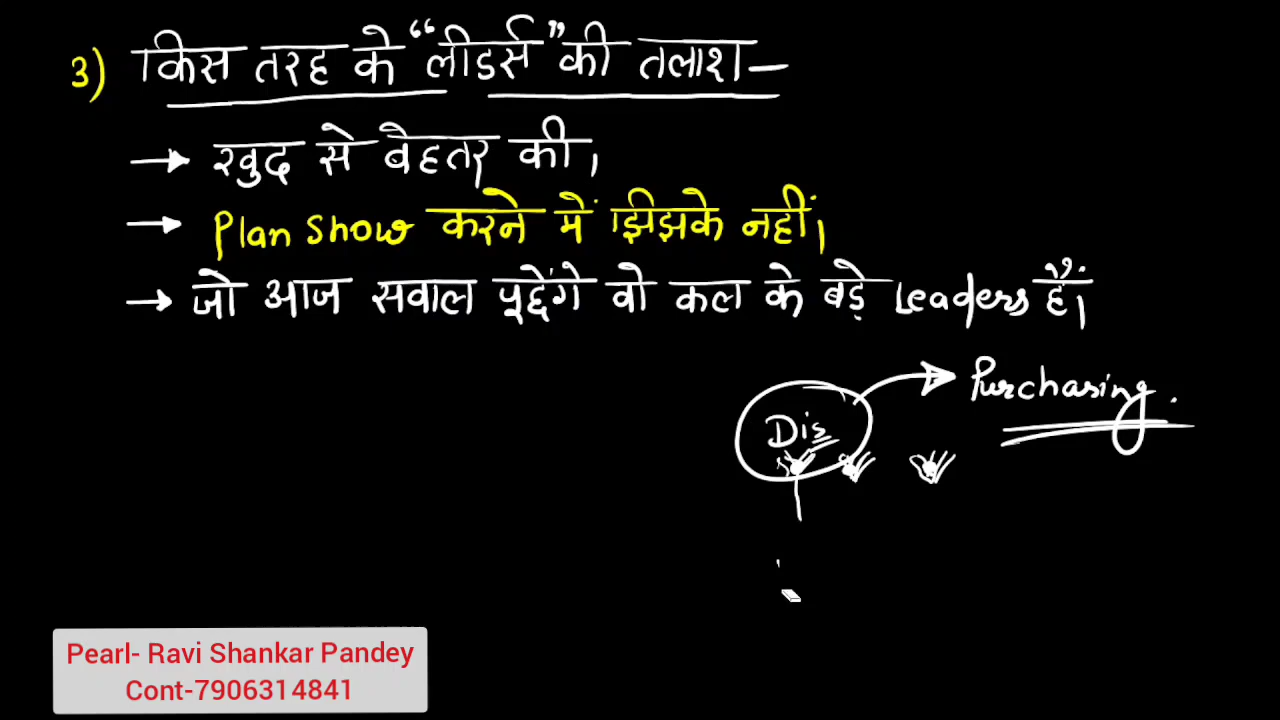 3) किस तरह के “लीडर्स” की तलाश—
→ खुद से बेहतर की।
→ Plan Show करने में झिझके नहीं।
→ जो आज सवाल पूछेंगे वो कल के बड़े Leaders हैं।
Purchasing.
Dis
Pearl- Ravi Shankar Pandey
Cont-7906314841